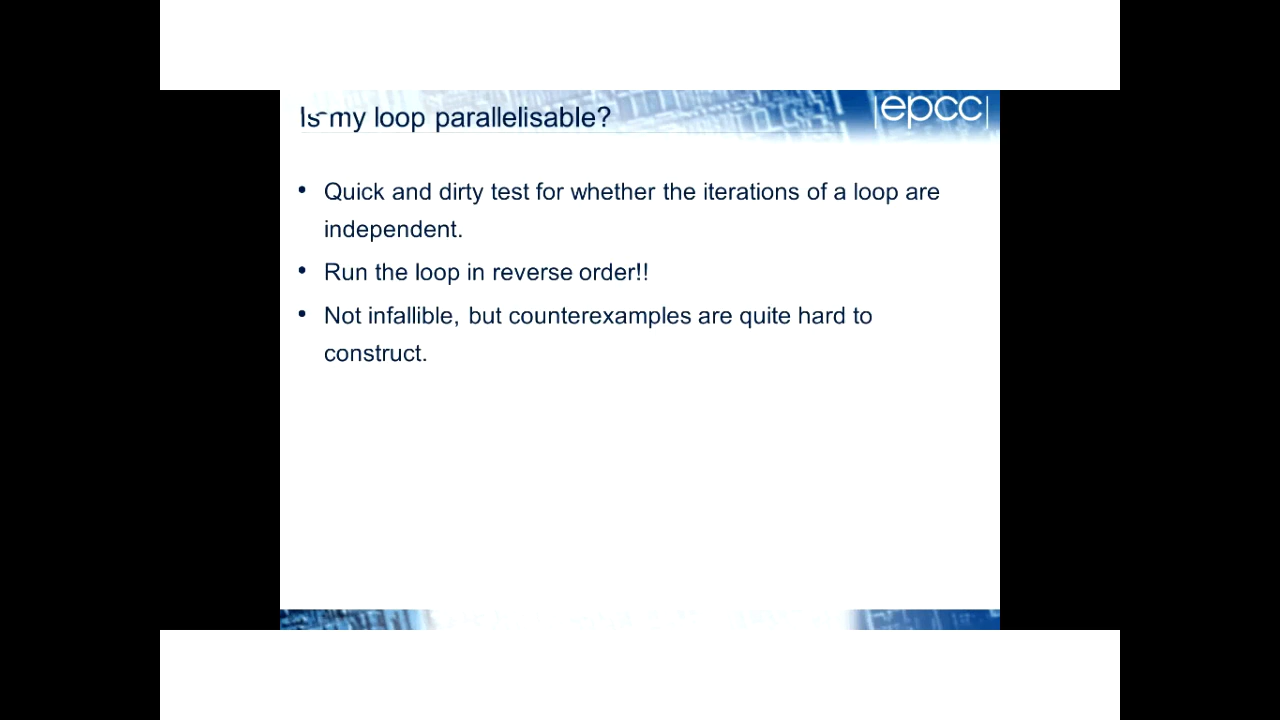 Is my loop parallelisable?
|epcc|
• Quick and dirty test for whether the iterations of a loop are
independent.
• Run the loop in reverse order!!
• Not infallible, but counterexamples are quite hard to
construct.